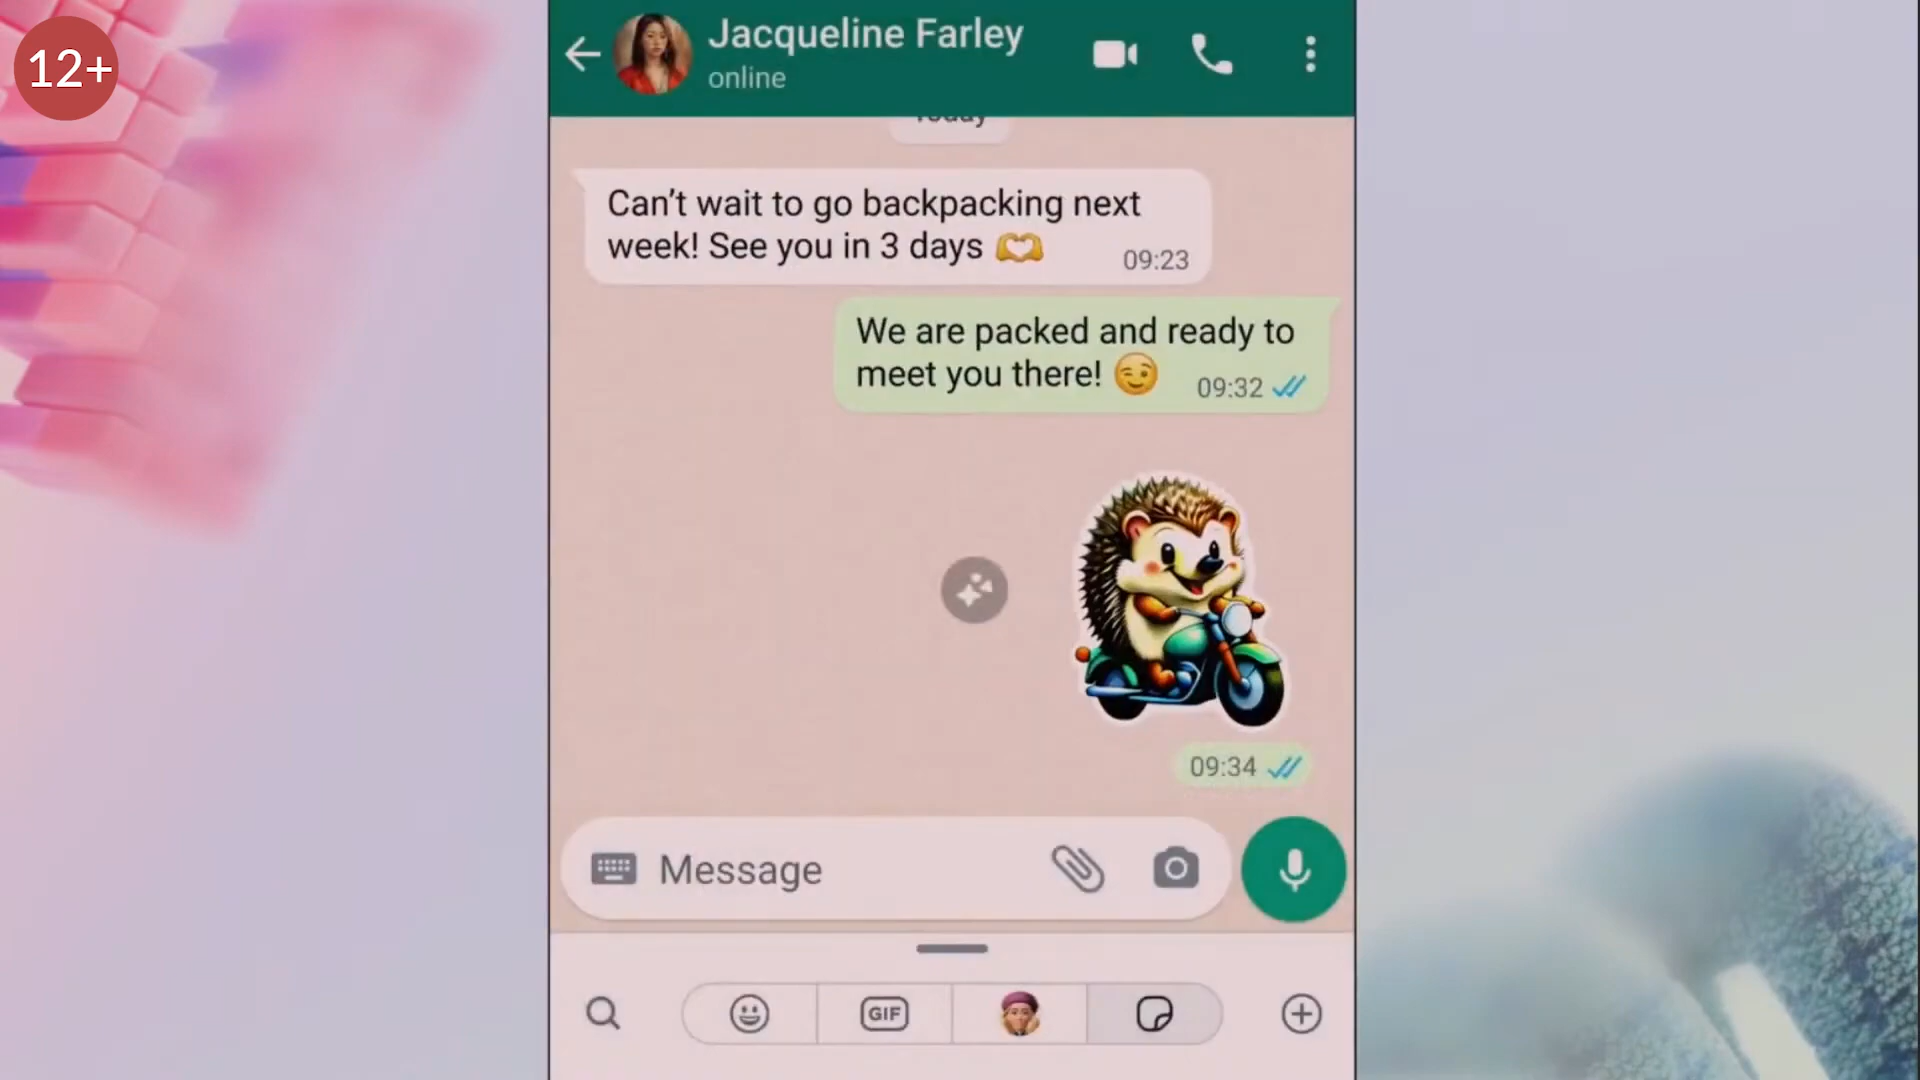 12+
Jacqueline Farley
online
Today
Can't wait to go backpacking next
week! See you in 3 days
09:23
We are packed and ready to
meet you there!
09:32
09:34
Message
GIF